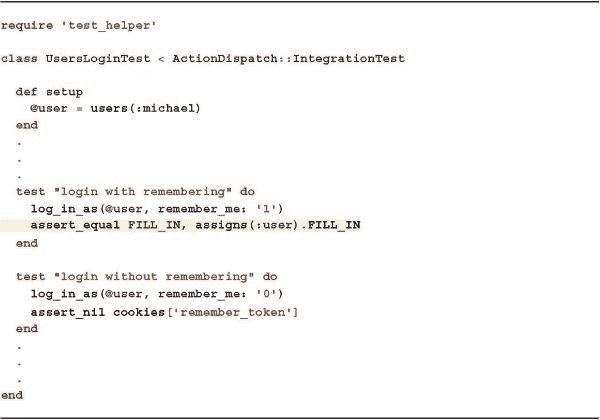 require 'test_helper'
class UsersLoginTest < ActionDispatch::IntegrationTest
def setup
@user = users(:michael)
end
.
.
.
test "login with remembering" do
log_in_as(@user, remember_me: '1')
assert_equal FILL_IN, assigns(:user).FILL_IN
end
test "login without remembering" do
log_in_as(@user, remember_me: '0')
assert_nil cookies['remember_token']
end
.
.
.
end